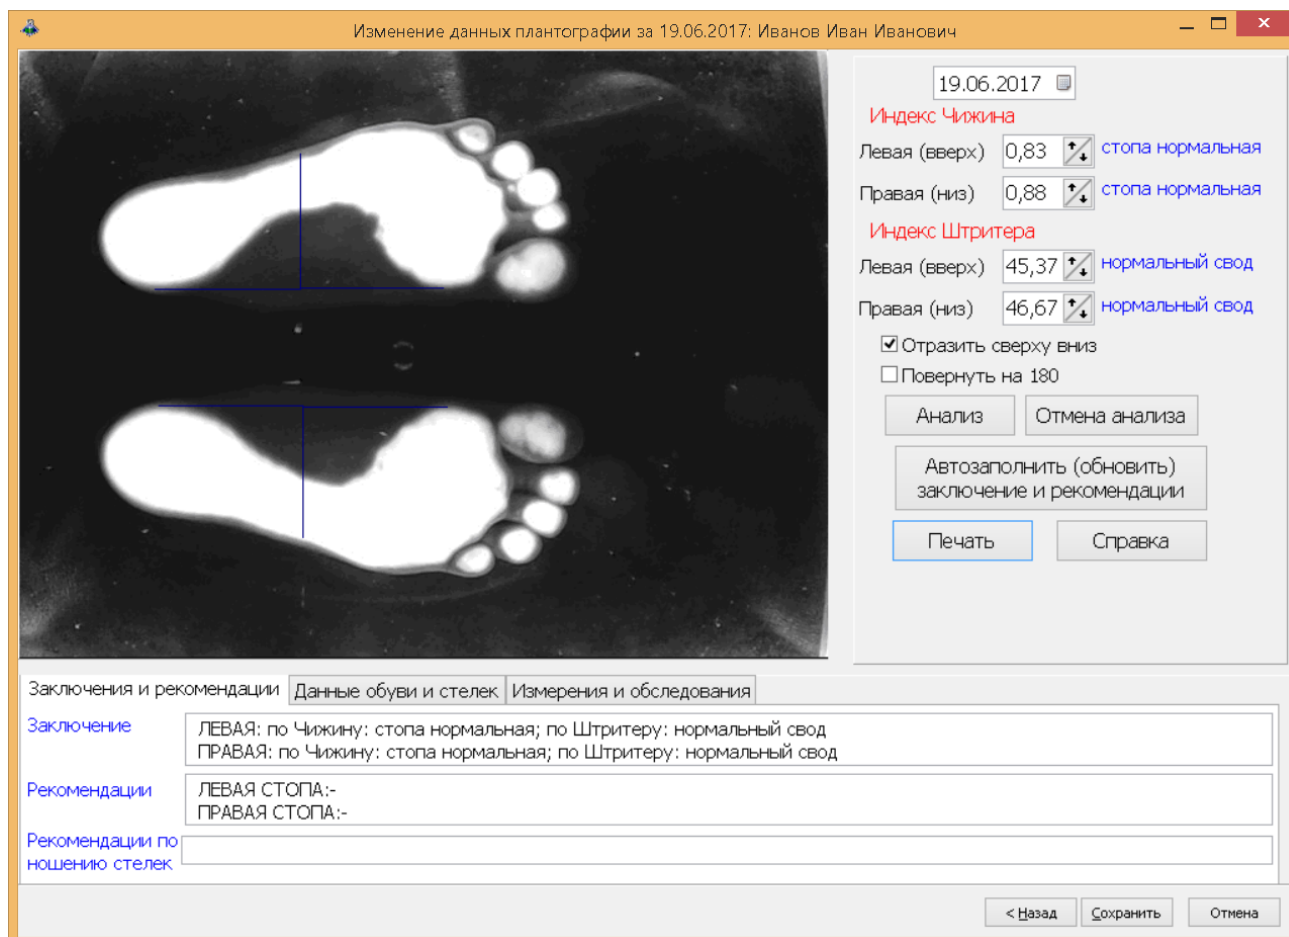 Изменение данных плантографии за 19.06.2017: Иванов Иван Иванович
19.06.2017
Индекс Чижина
Левая (вверх) 0,83 стопа нормальная
Правая (низ) 0,88 стопа нормальная
Индекс Штритера
Левая (вверх) 45,37 нормальный свод
Правая (низ) 46,67 нормальный свод
Отразить сверху вниз
Повернуть на 180
Анализ Отмена анализа
Автозаполнить (обновить)
заключение и рекомендации
Печать Справка
Заключения и рекомендации Данные обуви и стелек Измерения и обследования
Заключение
ЛЕВАЯ: по Чижину: стопа нормальная; по Штритеру: нормальный свод
ПРАВАЯ: по Чижину: стопа нормальная; по Штритеру: нормальный свод
Рекомендации
ЛЕВАЯ СТОПА:-
ПРАВАЯ СТОПА:-
Рекомендации по
ношению стелек
< Назад Сохранить Отмена